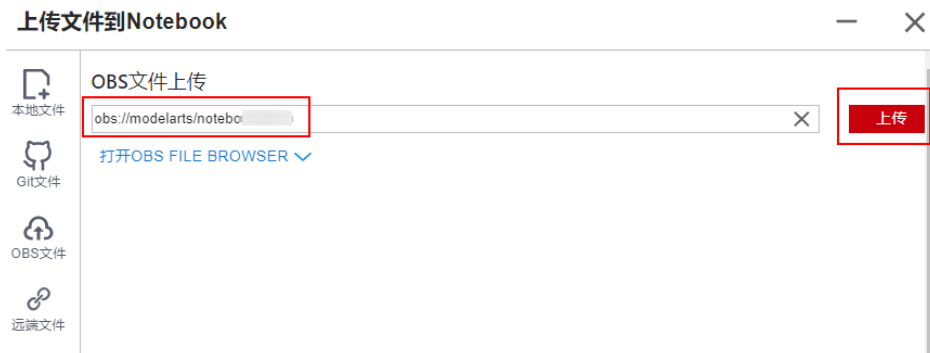 上传文件到Notebook
本地文件
Git文件
OBS文件
远端文件
OBS文件上传
obs://modelarts/notebo
上传
打开OBS FILE BROWSER